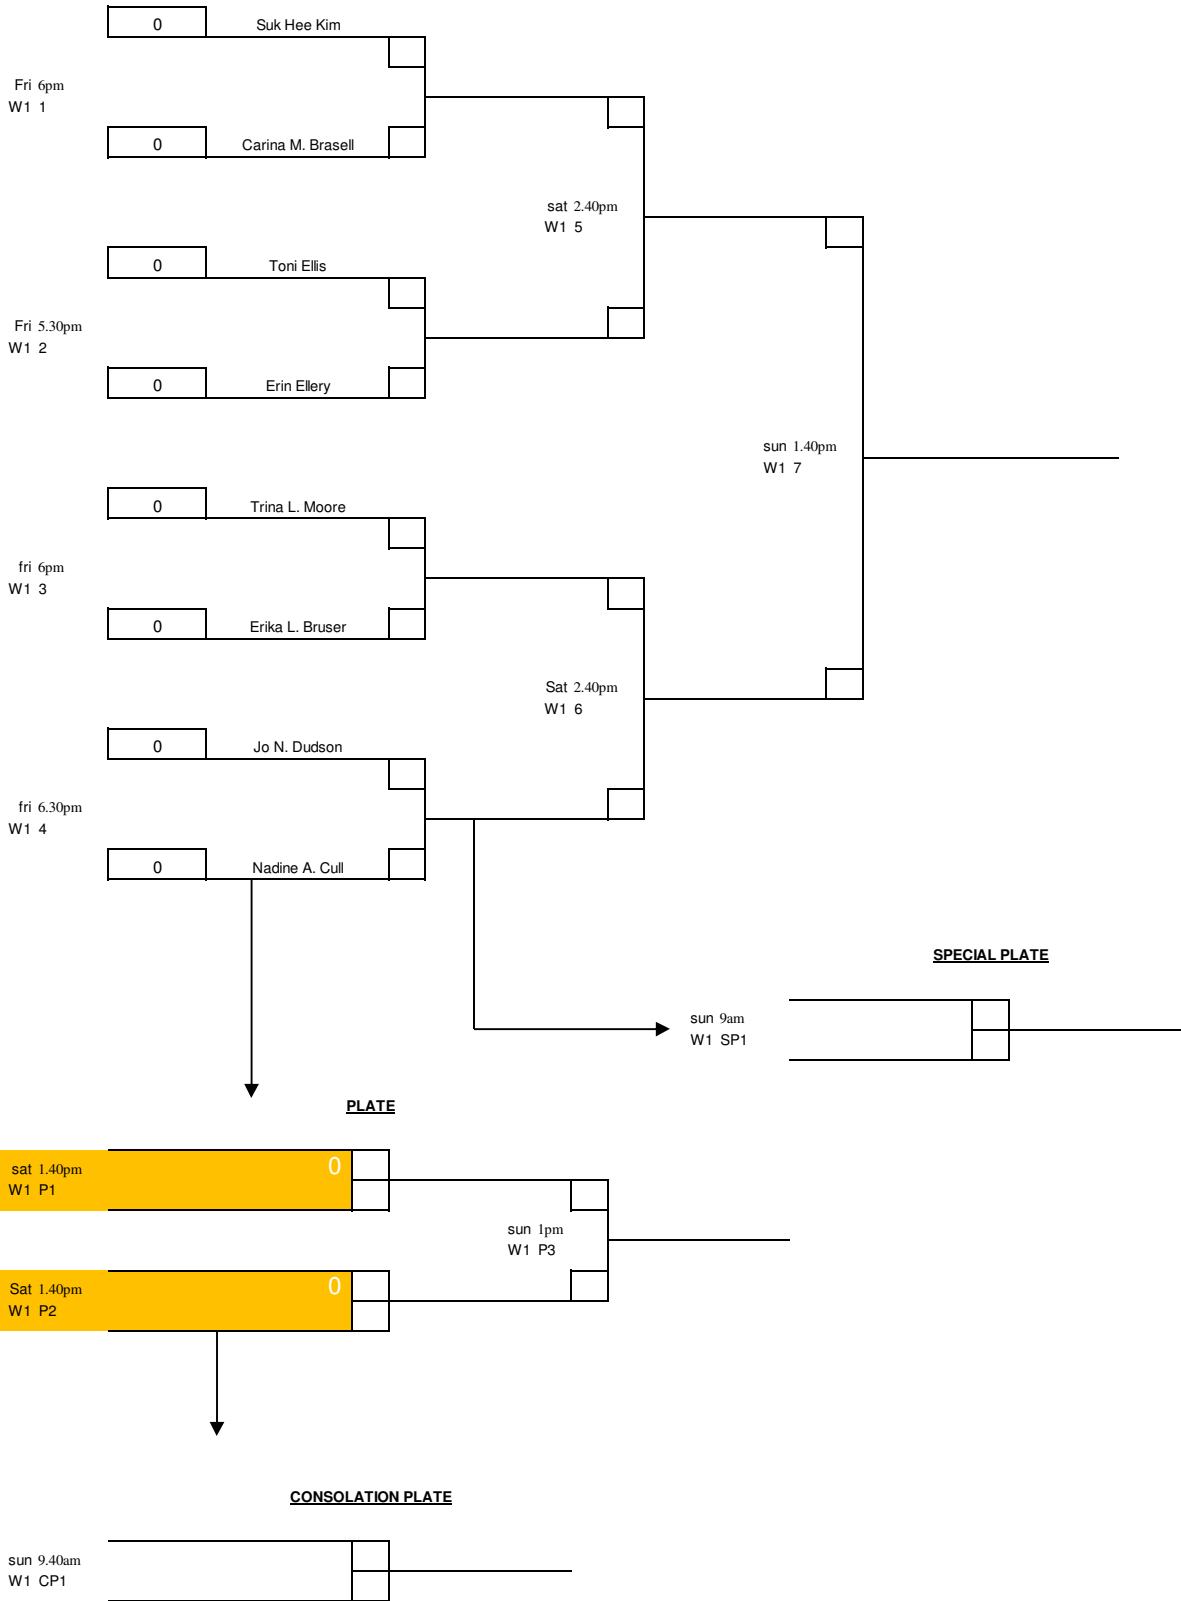 0 Suk Hee Kim
Fri 6pm
W1 1
0 Carina M. Brasell
sat 2.40pm
W1 5
0 Toni Ellis
Fri 5.30pm
W1 2
0 Erin Ellery
sun 1.40pm
W1 7
0 Trina L. Moore
fri 6pm
W1 3
0 Erika L. Bruser
Sat 2.40pm
W1 6
0 Jo N. Dudson
fri 6.30pm
W1 4
0 Nadine A. Cull
SPECIAL PLATE
sun 9am
W1 SP1
PLATE
sat 1.40pm 0
W1 P1
sun 1pm
W1 P3
Sat 1.40pm 0
W1 P2
CONSOLATION PLATE
sun 9.40am
W1 CP1